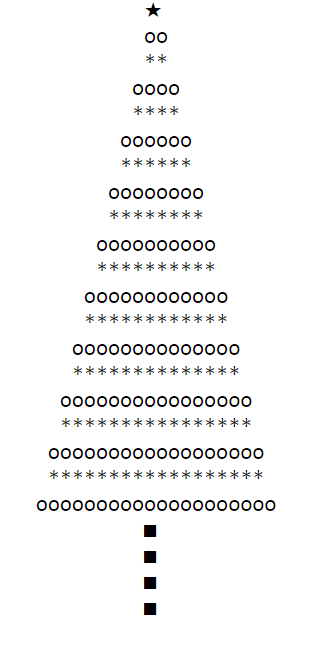 ★
oo
**
oooo
****
oooooo
******
oooooooo
********
oooooooooo
**********
oooooooooooo
************
oooooooooooooo
**************
oooooooooooooooo
****************
oooooooooooooooooo
******************
oooooooooooooooooooo
■
■
■
■